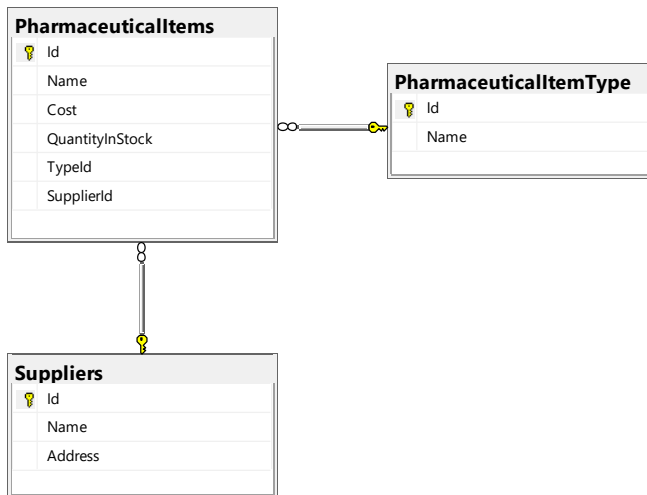 PharmaceuticalItems
Id
Name
Cost
QuantityInStock
TypeId
SupplierId
PharmaceuticalItemType
Id
Name
Suppliers
Id
Name
Address